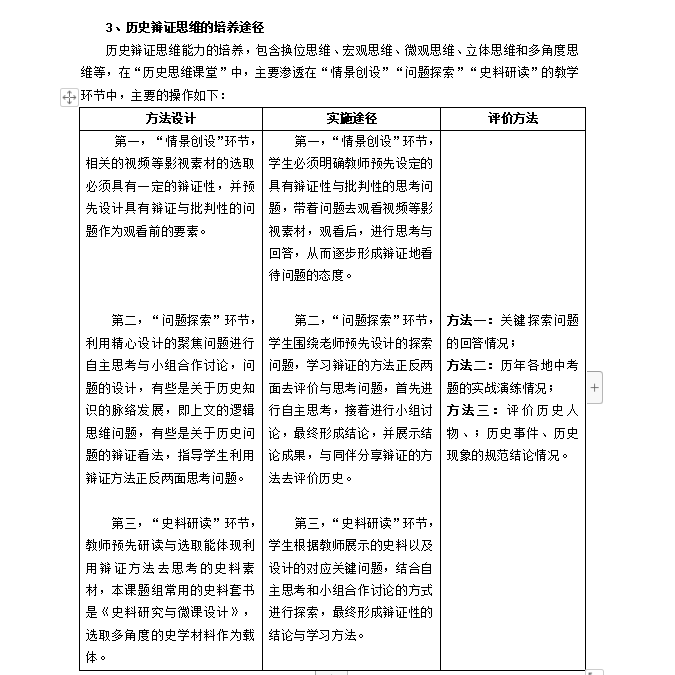 3、历史辩证思维的培养途径
历史辩证思维能力的培养，包含换位思维、宏观思维、微观思维、立体思维和多角度思
维等，在“历史思维课堂”中，主要渗透在“情景创设”“问题探索”“史料研读”的教学
环节中，主要的操作如下：
方法设计
第一，“情景创设”环节，
相关的视频等影视素材的选取
必须具有一定的辩证性，并预
先设计具有辩证与批判性的问
题作为观看前的要素。
第二，“问题探索”环节，
利用精心设计的聚焦问题进行
自主思考与小组合作讨论，问
题的设计，有些是关于历史知
识的脉络发展，即上文的逻辑
思维问题，有些是关于历史问
题的辩证看法，指导学生利用
辩证方法正反两面思考问题。
第三，“史料研读”环节，
教师预先研读与选取能体现利
用辩证方法去思考的史料素
材，本课题组常用的史料套书
是《史料研究与微课设计》，
选取多角度的史学材料作为载
体。
实施途径
第一，“情景创设”环节，
学生必须明确教师预先设定的
具有辩证性与批判性的思考问
题，带着问题去观看视频等影
视素材，观看后，进行思考与
回答，从而逐步形成辩证地看
待问题的态度。
第二，“问题探索”环节，
学生围绕老师预先设计的探索
问题，学习辩证的方法正反两
面去评价与思考问题，首先进
行自主思考，接着进行小组讨
论，最终形成结论，并展示结
论成果，与同伴分享辩证的方
法去评价历史。
第三，“史料研读”环节，
学生根据教师展示的史料以及
设计的对应关键问题，结合自
主思考和小组合作讨论的方式
进行探索，最终形成辩证性的
结论与学习方法。
评价方法
方法一：关键探索问题
的回答情况；
方法二：历年各地中考
题的实战演练情况；
方法三：评价历史人
物、；历史事件、历史
现象的规范结论情况。